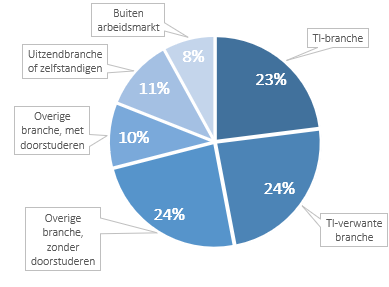 Buiten
arbeidsmarkt
TI-branche
8%
23%
Uitzendbranche
of zelfstandigen
11%
Overige
branche, met
doorstuderen
10%
24%
24%
Overige
branche,
zonder
doorstuderen
TI-verwante
branche